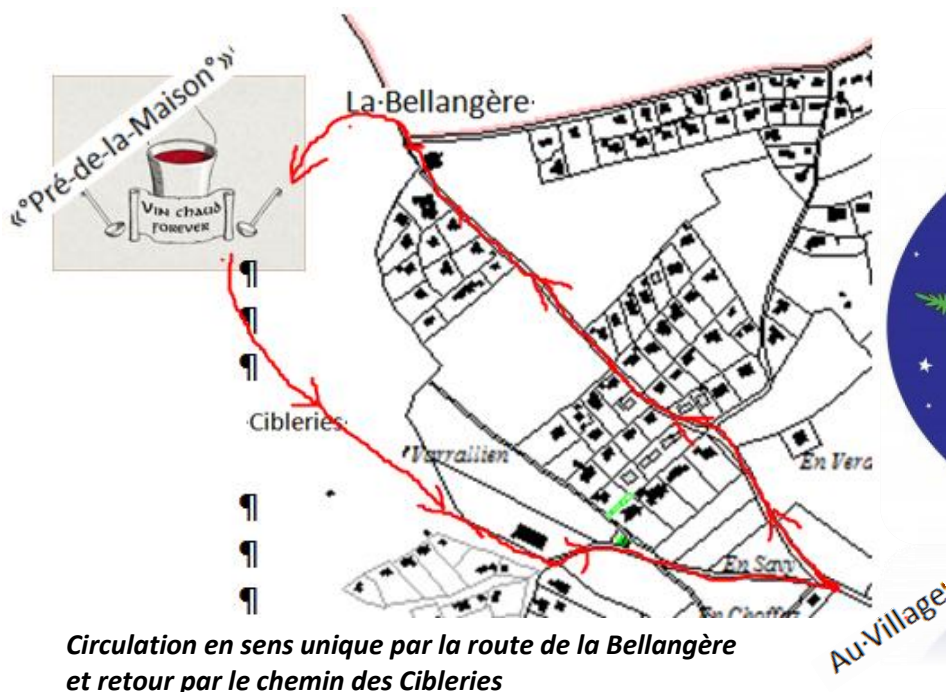 «°Pré-de-la-Maison°»
La·Bellangère·
VIN chaud
FOREVER
¶
¶
¶
·Cibleries·
Varrallien
En Vera
¶
¶
¶
En Savy
En Choffaz
Au·Village
Circulation en sens unique par la route de la Bellangère
et retour par le chemin des Cibleries